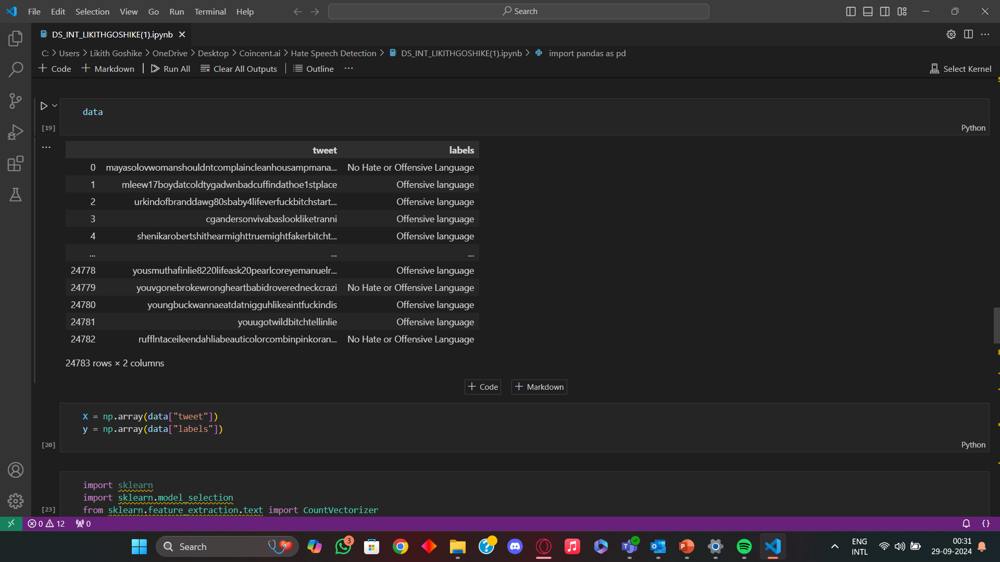 File Edit Selection View Go Run Terminal Help
Search
DS_INT_LIKITHGOSHIKE(1).ipynb
C: > Users > Likith Goshike > OneDrive > Desktop > Coincent.ai > Hate Speech Detection > DS_INT_LIKITHGOSHIKE(1).ipynb > import pandas as pd
+ Code + Markdown | Run All Clear All Outputs | Outline ... Select Kernel
data
[19] Python
...
tweet labels
0 mayasolovwomanshouldntcomplaincleanhousampmana... No Hate or Offensive Language
1 mleew17boydatcoldtygadwnbadcuffindathoe1stplace Offensive language
2 urkindofbranddawg80sbaby4lifeverfuckbitchstart... Offensive language
3 cgandersonvivabaslookliketranni Offensive language
4 shenikarobertshithearmighttruemightfakerbitcht... Offensive language
... ... ...
24778 yousmuthafinlie8220lifeask20pearlcoreyemanuelr... Offensive language
24779 youvgonebrokewrongheartbabidroveredneckcrazi No Hate or Offensive Language
24780 youngbuckwannaeatdatnigguhlikeaintfuckindis Offensive language
24781 youugotwildbitchtellinlie Offensive language
24782 rufflntaceileendahliabeauticolorcombinpinkoran... No Hate or Offensive Language
24783 rows × 2 columns
+ Code + Markdown
X = np.array(data["tweet"])
y = np.array(data["labels"])
[20] Python
import sklearn
import sklearn.model_selection
[23] from sklearn.feature_extraction.text import CountVectorizer
0 12 0 {}
Search 3 ENG 00:31
INTL 29-09-2024